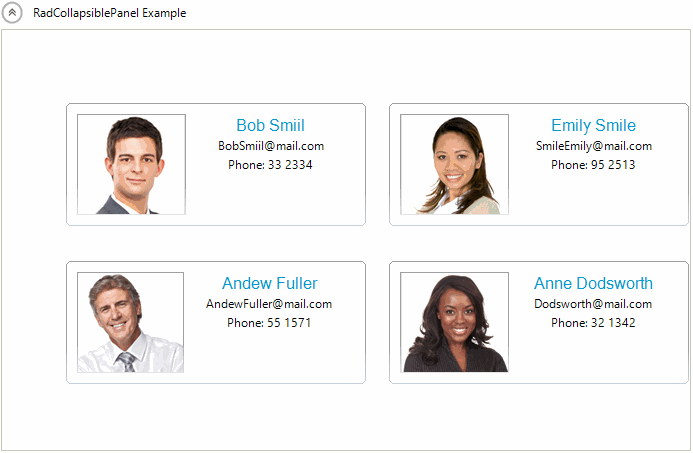 RadCollapsiblePanel Example
Bob Smiil
BobSmiil@mail.com
Phone: 33 2334
Emily Smile
SmileEmily@mail.com
Phone: 95 2513
Andew Fuller
AndewFuller@mail.com
Phone: 55 1571
Anne Dodsworth
Dodsworth@mail.com
Phone: 32 1342